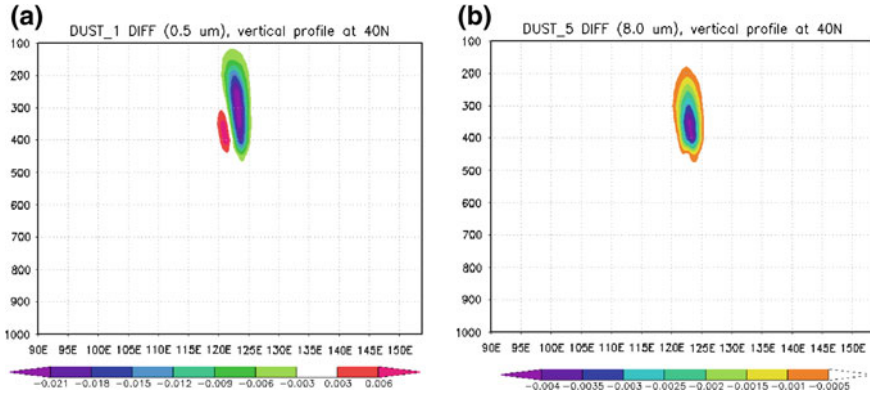 (a)
DUST_1 DIFF (0.5 um), vertical profile at 40N
100
200
300
400
500
600
700
800
900
1000
90E 95E 100E 105E 110E 115E 120E 125E 130E 135E 140E 145E 150E
−0.021 −0.018 −0.015 −0.012 −0.009 −0.006 −0.003 0.003 0.006
(b)
DUST_5 DIFF (8.0 um), vertical profile at 40N
100
200
300
400
500
600
700
800
900
1000
90E 95E 100E 105E 110E 115E 120E 125E 130E 135E 140E 145E 150E
−0.004 −0.0035 −0.003 −0.0025 −0.002 −0.0015 −0.001 −0.0005